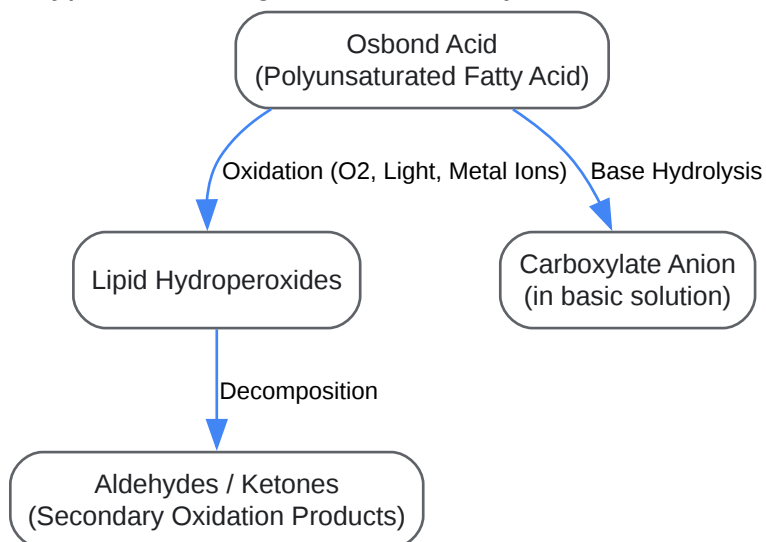 Osbond Acid
(Polyunsaturated Fatty Acid)
Oxidation (O2, Light, Metal Ions)
Base Hydrolysis
Lipid Hydroperoxides
Carboxylate Anion
(in basic solution)
Decomposition
Aldehydes / Ketones
(Secondary Oxidation Products)